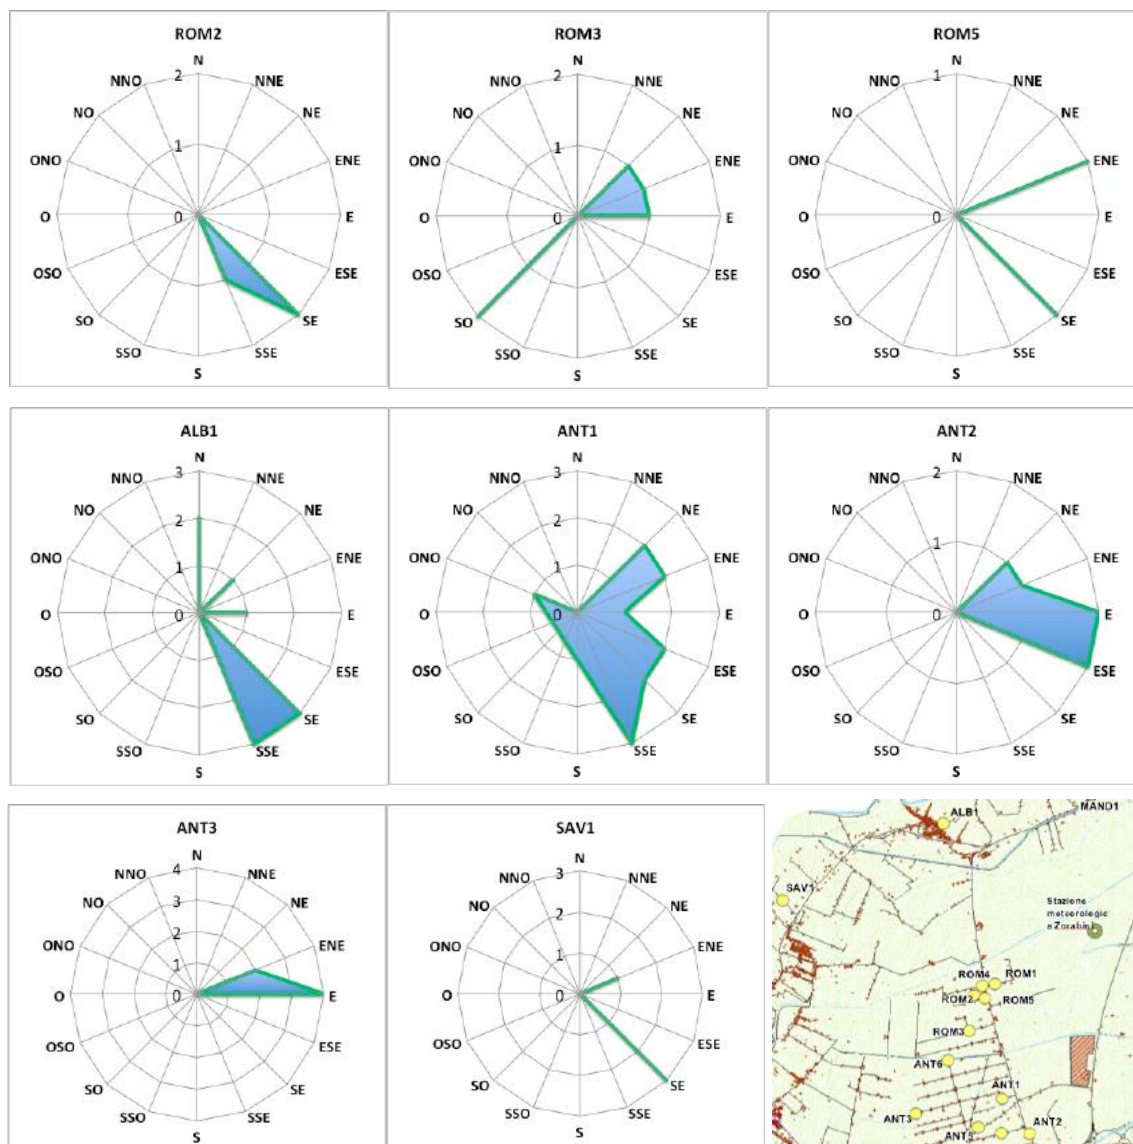 ROM2
N
2
NNO NNE
NO NE
1
ONO ENE
O 0 E
OSO ESE
SO SE
SSO SSE
S
ROM3
N
2
NNO NNE
NO NE
1
ONO ENE
O 0 E
OSO ESE
SO SE
SSO SSE
S
ROM5
N
1
NNO NNE
NO NE
ONO ENE
O 0 E
OSO ESE
SO SE
SSO SSE
S
ALB1
N
3
NNO NNE
NO NE
2
ONO ENE
1
O 0 E
OSO ESE
SO SE
SSO SSE
S
ANT1
N
3
NNO NNE
NO NE
2
ONO ENE
1
O 0 E
OSO ESE
SO SE
SSO SSE
S
ANT2
N
2
NNO NNE
NO NE
1
ONO ENE
O 0 E
OSO ESE
SO SE
SSO SSE
S
ANT3
N
4
NNO NNE
3
NO NE
2
ONO ENE
1
O 0 E
OSO ESE
SO SE
SSO SSE
S
SAV1
N
3
NNO NNE
NO NE
2
ONO ENE
1
O 0 E
OSO ESE
SO SE
SSO SSE
S
MAND1
ALB1
SAV1
Stazione
meteorologic
a Zorabini
ROM4 ROM1
ROM2 ROM5
ROM3
ANT6
ANT1
ANT3
ANT2
ANT5